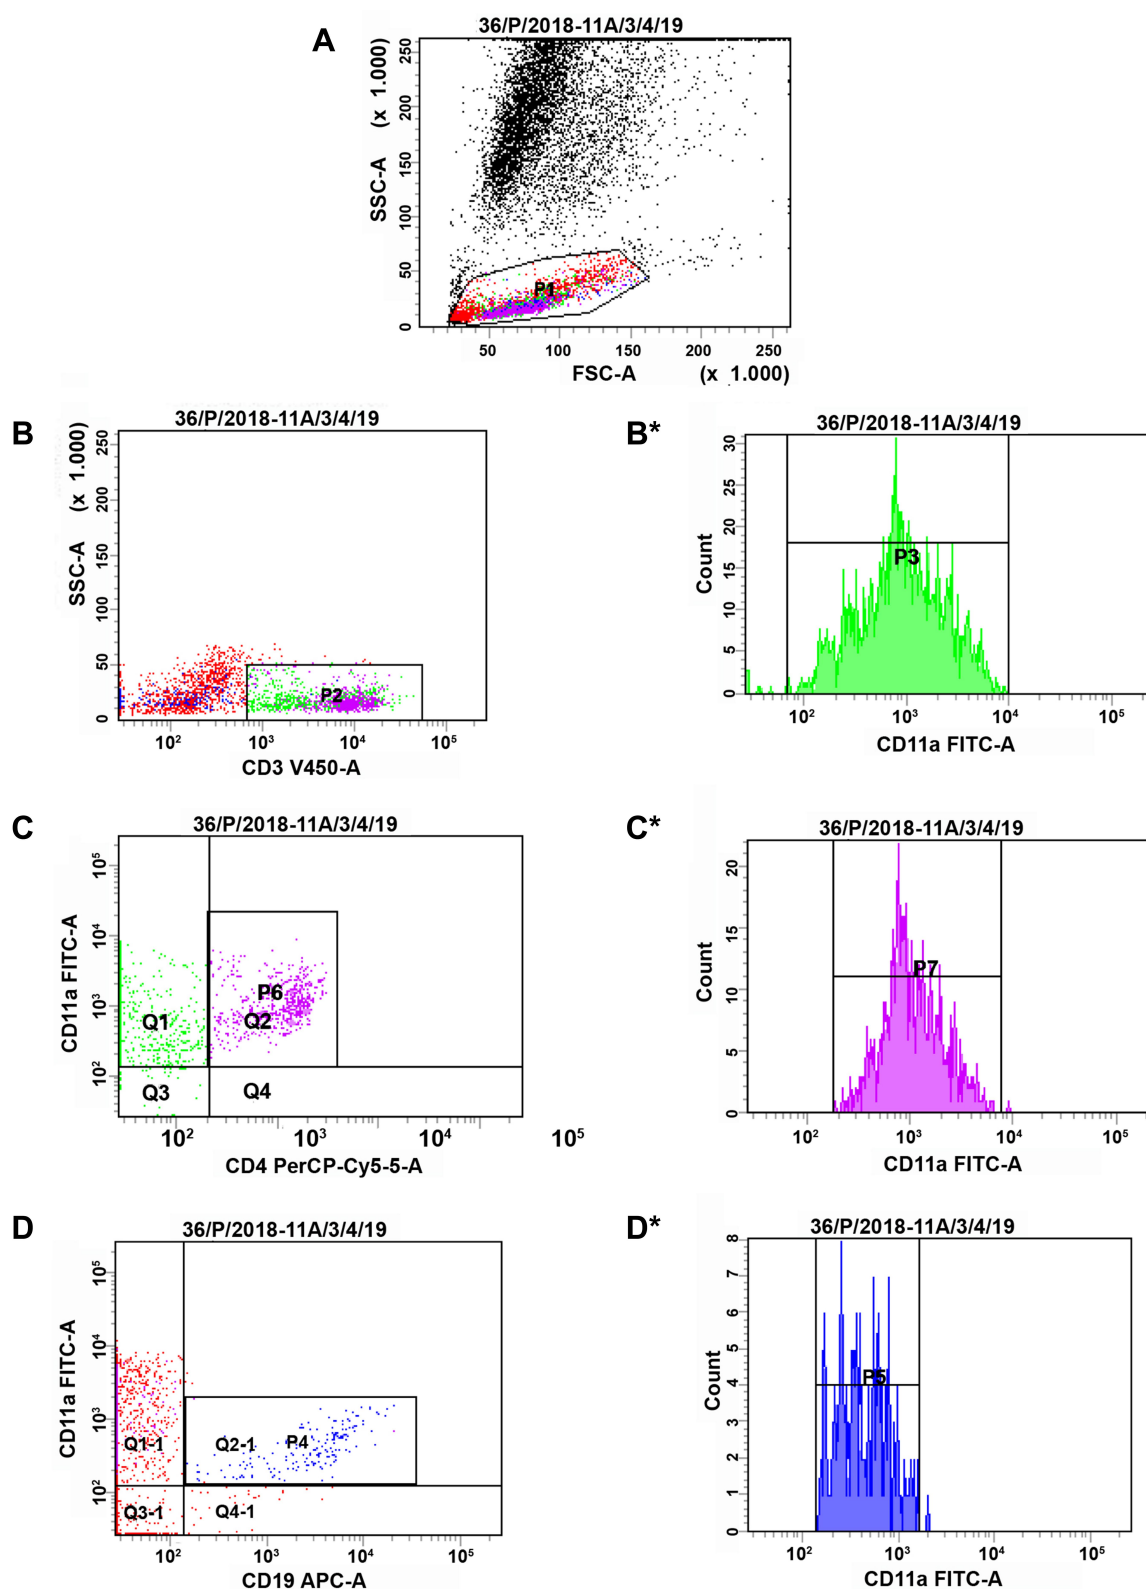 A
36/P/2018-11A/3/4/19
SSC-A (x 1.000)
250
200
150
100
50
0
P1
50 100 150 200 250
FSC-A (x 1.000)
B
36/P/2018-11A/3/4/19
SSC-A (x 1.000)
250
200
150
100
50
0
P2
10² 10³ 10⁴ 10⁵
CD3 V450-A
B*
36/P/2018-11A/3/4/19
Count
30
25
20
15
10
5
0
P3
10² 10³ 10⁴ 10⁵
CD11a FITC-A
C
36/P/2018-11A/3/4/19
CD11a FITC-A
10⁵
10⁴
10³
10²
P6
Q1 Q2
Q3 Q4
10² 10³ 10⁴ 10⁵
CD4 PerCP-Cy5-5-A
C*
36/P/2018-11A/3/4/19
Count
20
15
10
5
0
P7
10² 10³ 10⁴ 10⁵
CD11a FITC-A
D
36/P/2018-11A/3/4/19
CD11a FITC-A
10⁵
10⁴
10³
10²
Q1-1 Q2-1 P4
Q3-1 Q4-1
10² 10³ 10⁴ 10⁵
CD19 APC-A
D*
36/P/2018-11A/3/4/19
Count
8
7
6
5
4
3
2
1
0
P5
10² 10³ 10⁴ 10⁵
CD11a FITC-A